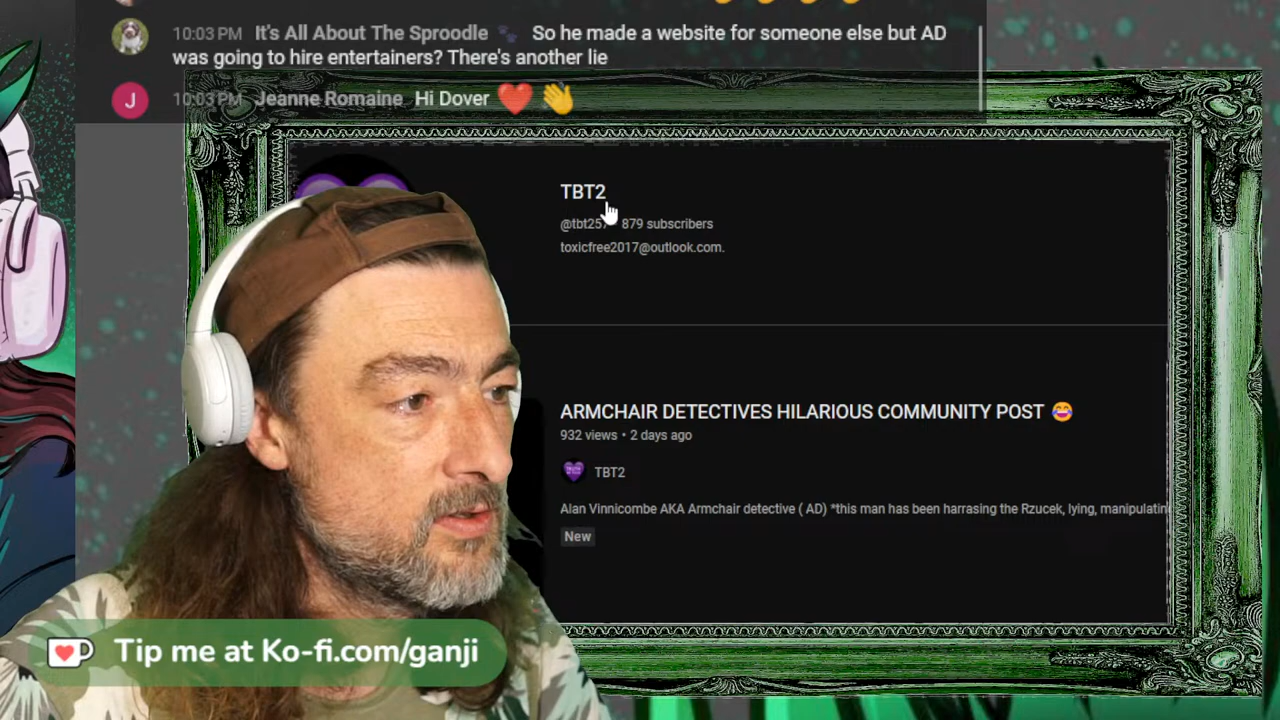 10:03 PM It's All About The Sproodle 🐾 So he made a website for someone else but AD
was going to hire entertainers? There's another lie
J 10:03 PM Jeanne Romaine Hi Dover ❤️ 👋
TBT2
879 subscribers
toxicfree2017@outlook.com.
ARMCHAIR DETECTIVES HILARIOUS COMMUNITY POST 😂
932 views • 2 days ago
TBT2
Alan Vinnicombe AKA Armchair detective ( AD) *this man has been harrasing the Rzucek, lying, manipulatin
New
Tip me at Ko-fi.com/ganji